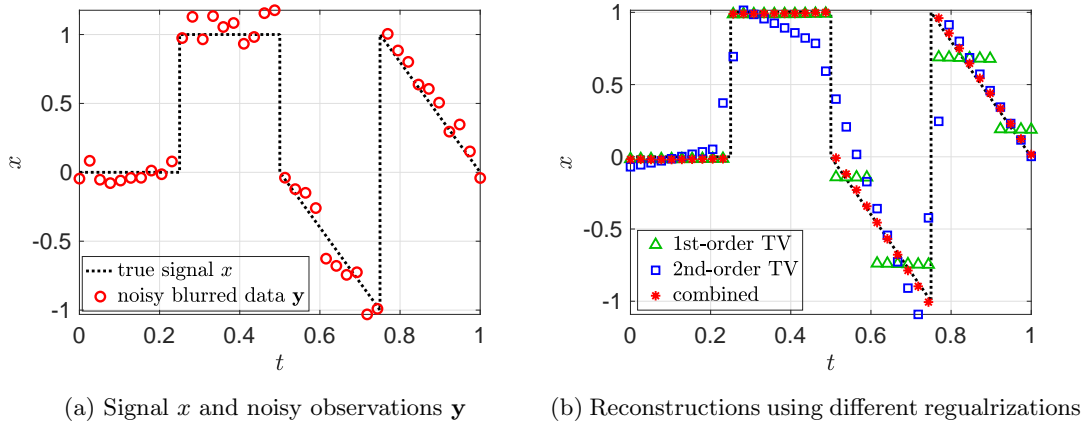 1
0.5
0
-0.5
-1
x
0
0.2
0.4
0.6
0.8
1
t
true signal x
noisy blurred data y
1
0.5
0
-0.5
-1
x
0
0.2
0.4
0.6
0.8
1
t
1st-order TV
2nd-order TV
combined
(a) Signal x and noisy observations y
(b) Reconstructions using different regualrizations